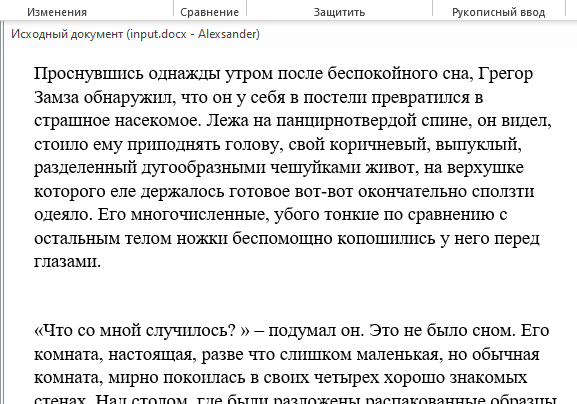 Изменения Сравнение Защитить Рукописный ввод
Исходный документ (input.docx - Alexsander)
Проснувшись однажды утром после беспокойного сна, Грегор
Замза обнаружил, что он у себя в постели превратился в
страшное насекомое. Лежа на панцирнотвердой спине, он видел,
стоило ему приподнять голову, свой коричневый, выпуклый,
разделенный дугообразными чешуйками живот, на верхушке
которого еле держалось готовое вот-вот окончательно сползти
одеяло. Его многочисленные, убого тонкие по сравнению с
остальным телом ножки беспомощно копошились у него перед
глазами.
«Что со мной случилось? » – подумал он. Это не было сном. Его
комната, настоящая, разве что слишком маленькая, но обычная
комната, мирно покоилась в своих четырех хорошо знакомых
стенах. Над столом, где были разложены распакованные образцы